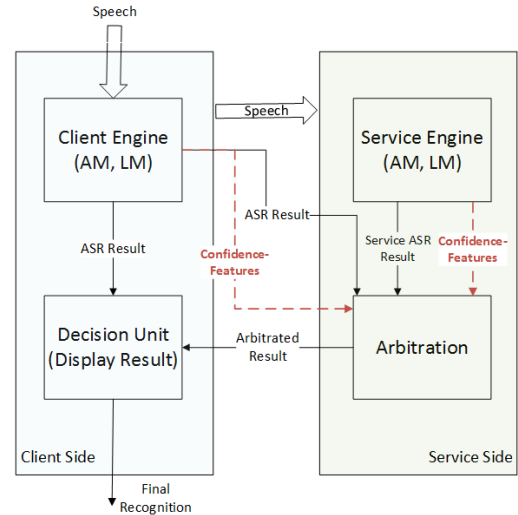 Speech
Client Engine
(AM, LM)
Speech
Service Engine
(AM, LM)
ASR Result
ASR Result
Confidence-
Features
Service ASR
Result
Confidence-
Features
Decision Unit
(Display Result)
Arbitrated
Result
Arbitration
Client Side
Service Side
Final
Recognition